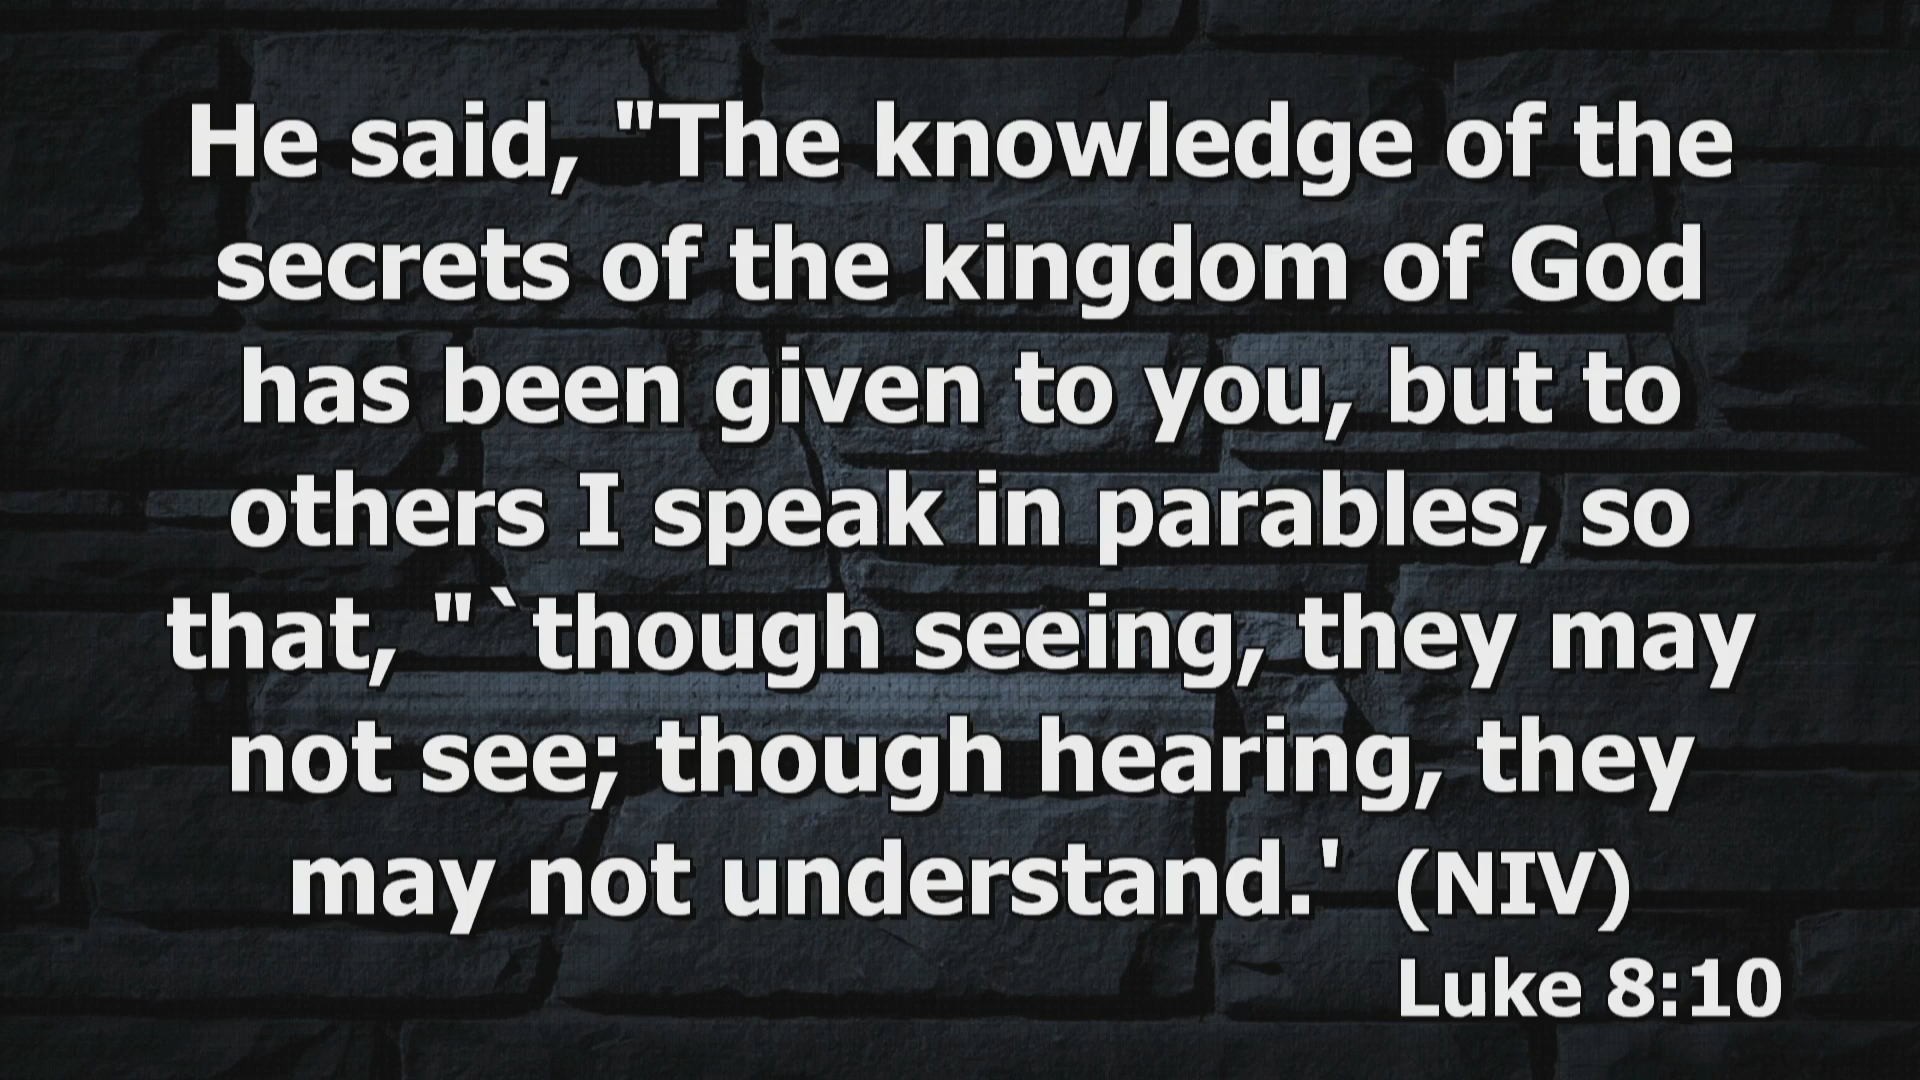 He said, "The knowledge of the
secrets of the kingdom of God
has been given to you, but to
others I speak in parables, so
that, "`though seeing, they may
not see; though hearing, they
may not understand.' (NIV)
Luke 8:10